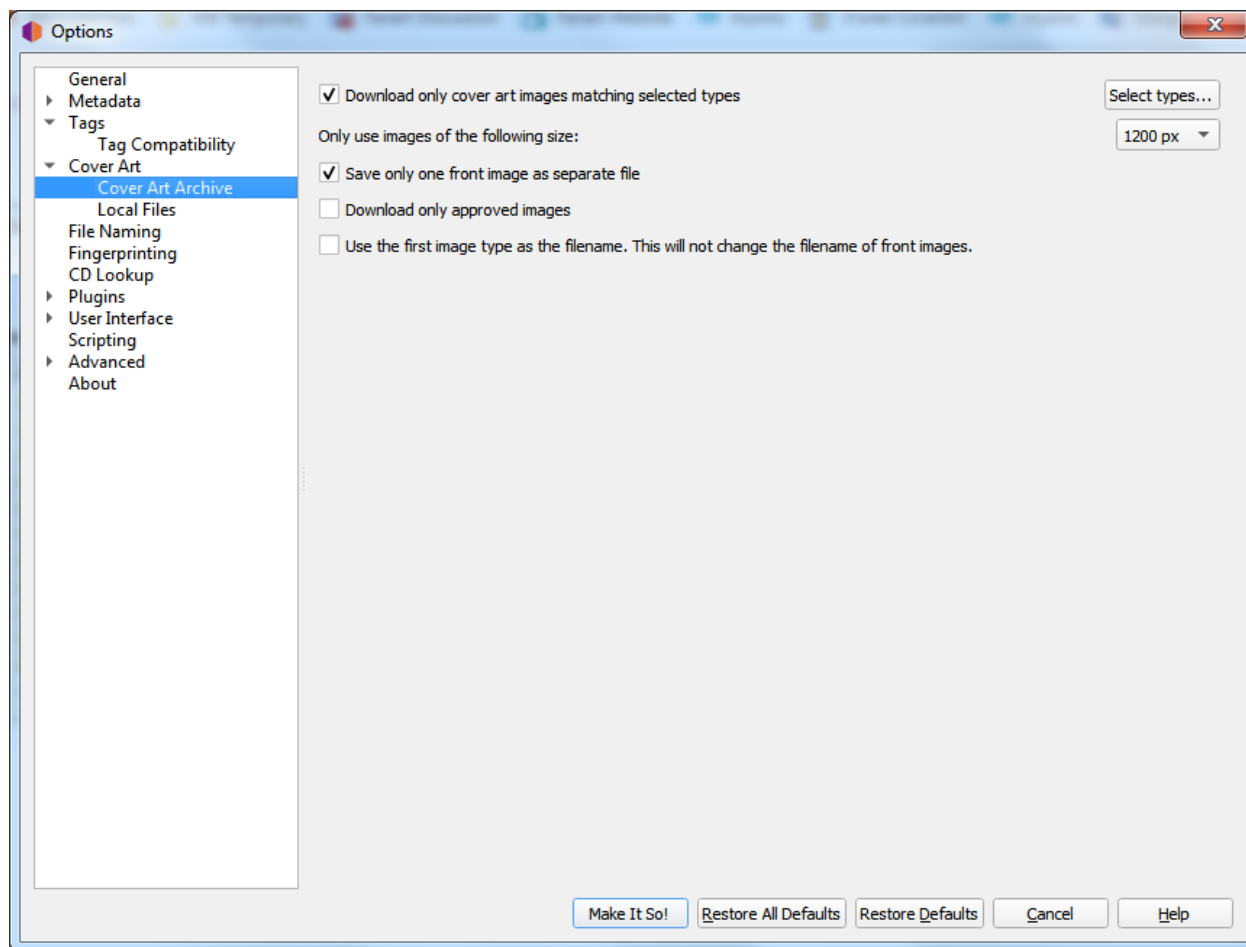 Options
General
Metadata
Tags
Tag Compatibility
Cover Art
Cover Art Archive
Local Files
File Naming
Fingerprinting
CD Lookup
Plugins
User Interface
Scripting
Advanced
About
Download only cover art images matching selected types
Select types...
Only use images of the following size:
1200 px
Save only one front image as separate file
Download only approved images
Use the first image type as the filename. This will not change the filename of front images.
Make It So!
Restore All Defaults
Restore Defaults
Cancel
Help